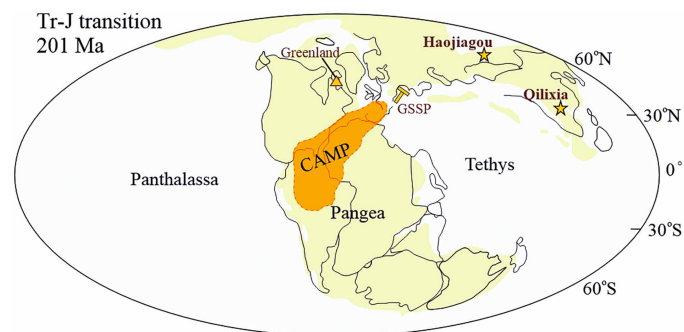 Tr-J transition
201 Ma
Greenland
Haojiagou
60°N
Qilixia
GSSP
30°N
CAMP
Tethys
0°
Panthalassa
Pangea
30°S
60°S